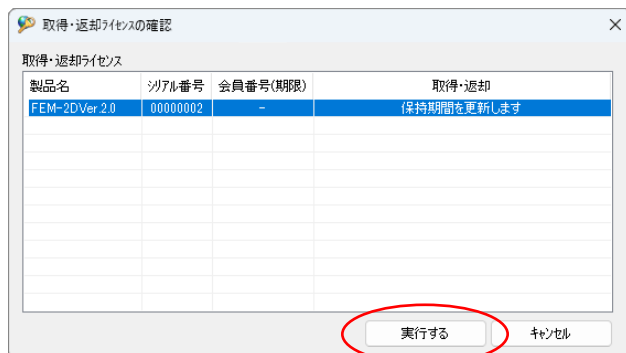 取得・返却ﾗｲｾﾝｽの確認
取得・返却ﾗｲｾﾝｽ
製品名 ｼﾘｱﾙ番号 会員番号(期限) 取得・返却
FEM-2DVer.2.0 00000002 - 保持期間を更新します
実行する ｷｬﾝｾﾙ